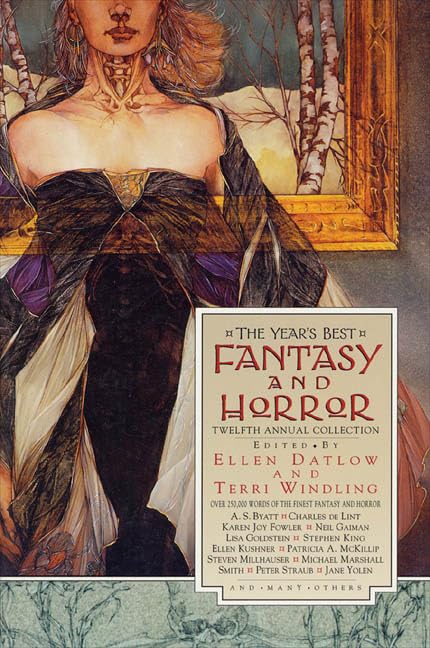 ¤ The Year's Best ¤
Fantasy
and
Horror
Twelfth Annual Collection
Edited • By
Ellen Datlow
and
Terri Windling
Over 250,000 words of the finest fantasy and horror
A. S. Byatt ¤ Charles de Lint
Karen Joy Fowler ¤ Neil Gaiman
Lisa Goldstein ¤ Stephen King
Ellen Kushner ¤ Patricia A. McKillip
Steven Millhauser ¤ Michael Marshall
Smith ¤ Peter Straub ¤ Jane Yolen
and • many • others